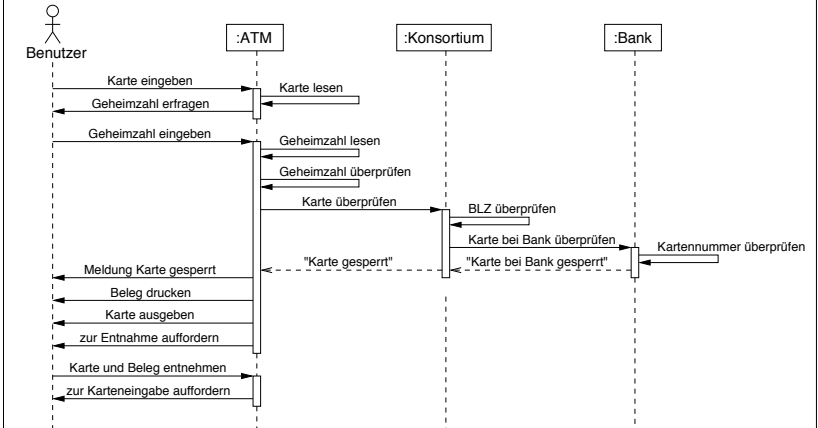 Benutzer
:ATM
:Konsortium
:Bank
Karte eingeben
Karte lesen
Geheimzahl erfragen
Geheimzahl eingeben
Geheimzahl lesen
Geheimzahl überprüfen
Karte überprüfen
BLZ überprüfen
Karte bei Bank überprüfen
Kartennummer überprüfen
"Karte bei Bank gesperrt"
"Karte gesperrt"
Meldung Karte gesperrt
Beleg drucken
Karte ausgeben
zur Entnahme auffordern
Karte und Beleg entnehmen
zur Karteneingabe auffordern